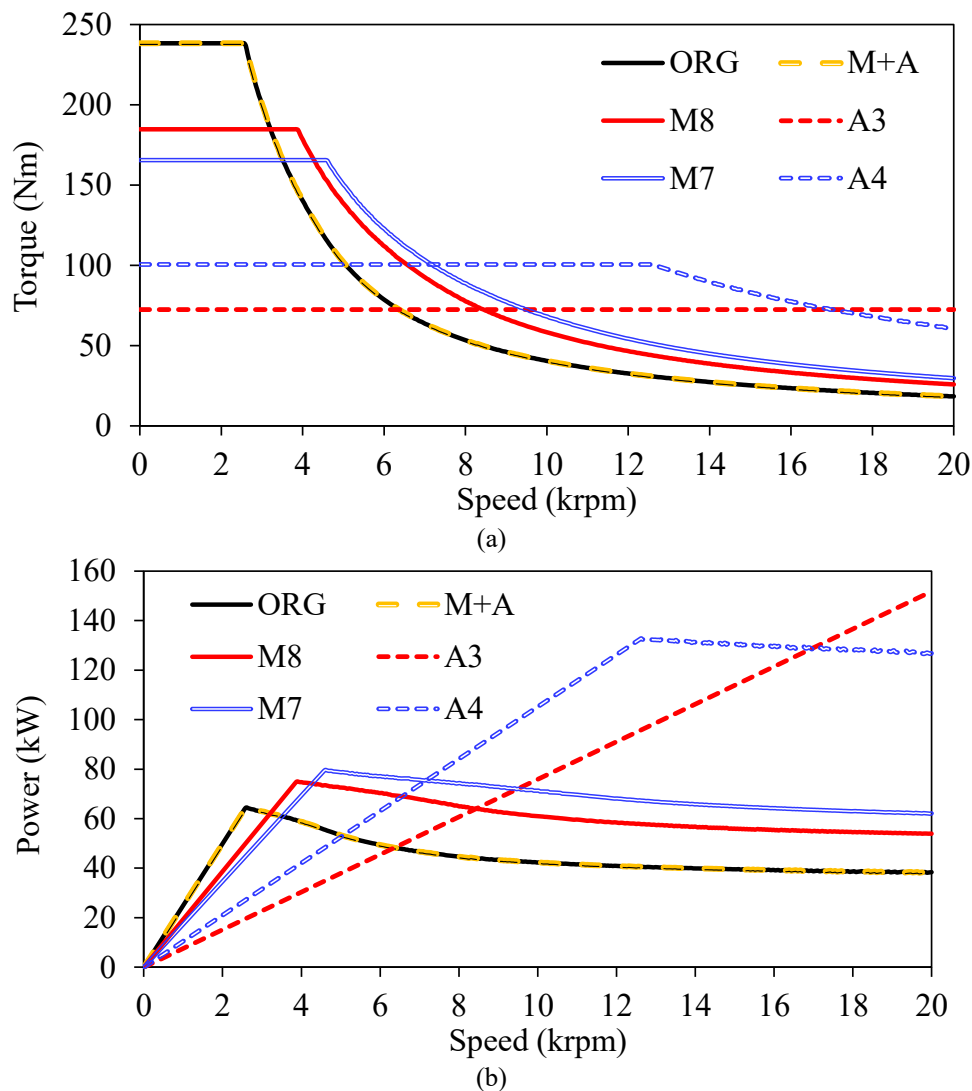 250
200
150
100
50
0
Torque (Nm)
ORG M+A
M8 A3
M7 A4
0 2 4 6 8 10 12 14 16 18 20
Speed (krpm)
(a)
160
140
120
100
80
60
40
20
0
Power (kW)
ORG M+A
M8 A3
M7 A4
0 2 4 6 8 10 12 14 16 18 20
Speed (krpm)
(b)